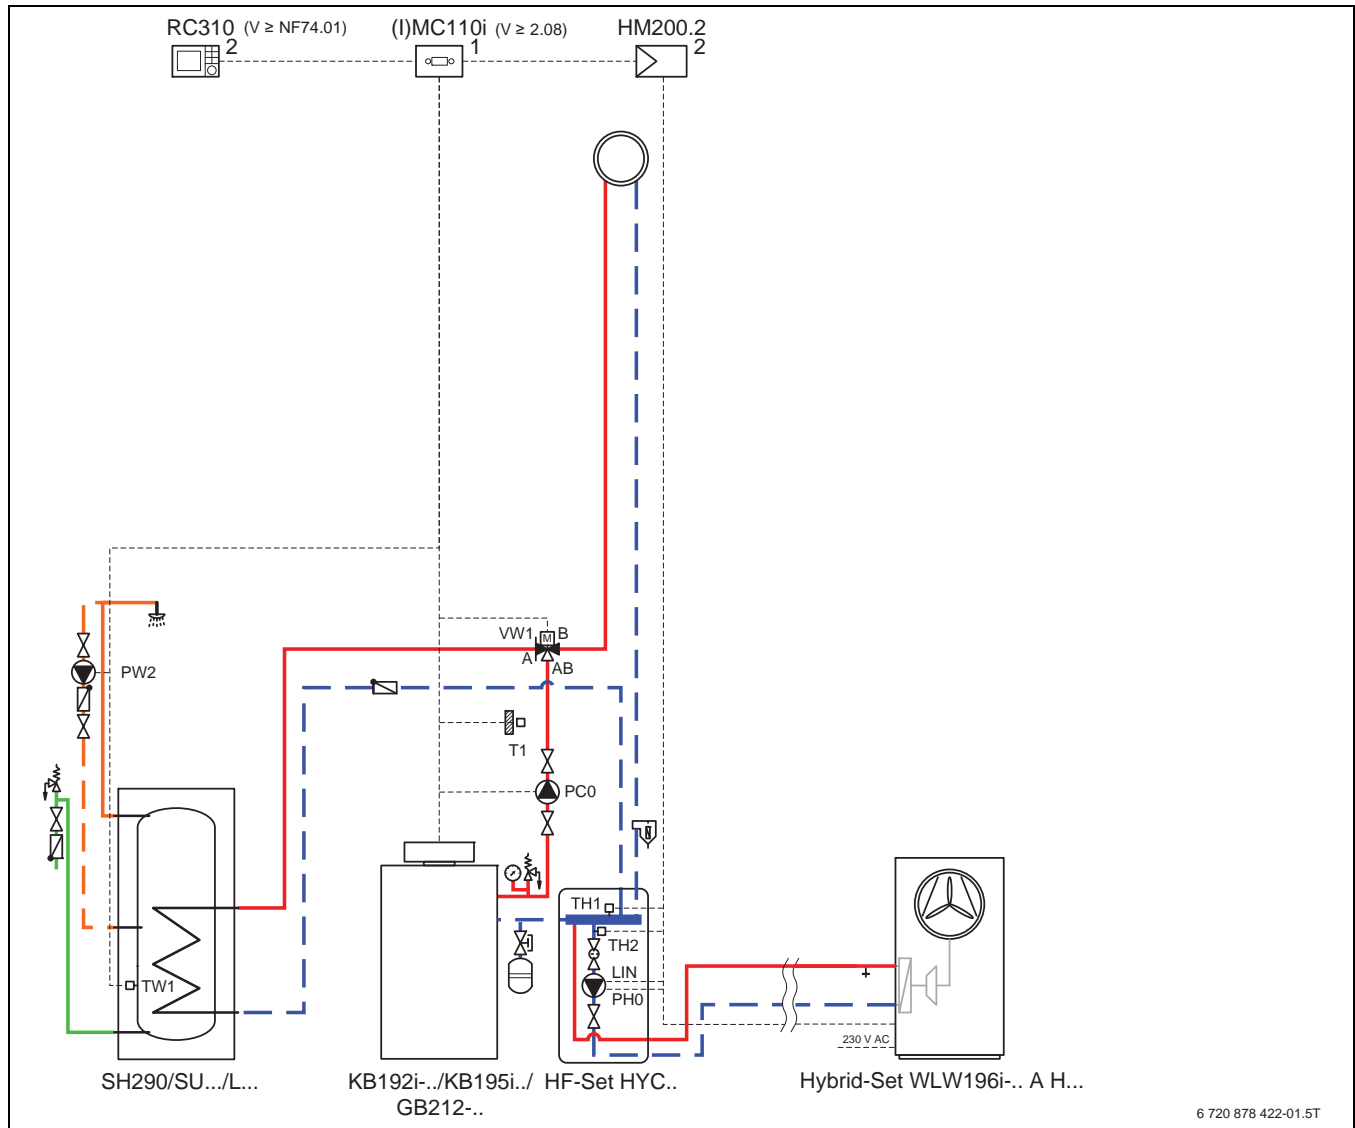 RC310 (V ≥ NF74.01)
2
(I)MC110i (V ≥ 2.08)
1
HM200.2
2
VW1
M
B
A
AB
PW2
T1
PC0
TH1
TH2
LIN
PH0
TW1
230 V AC
SH290/SU.../L...
KB192i-../KB195i../
GB212-..
HF-Set HYC..
Hybrid-Set WLW196i-.. A H...
6 720 878 422-01.5T